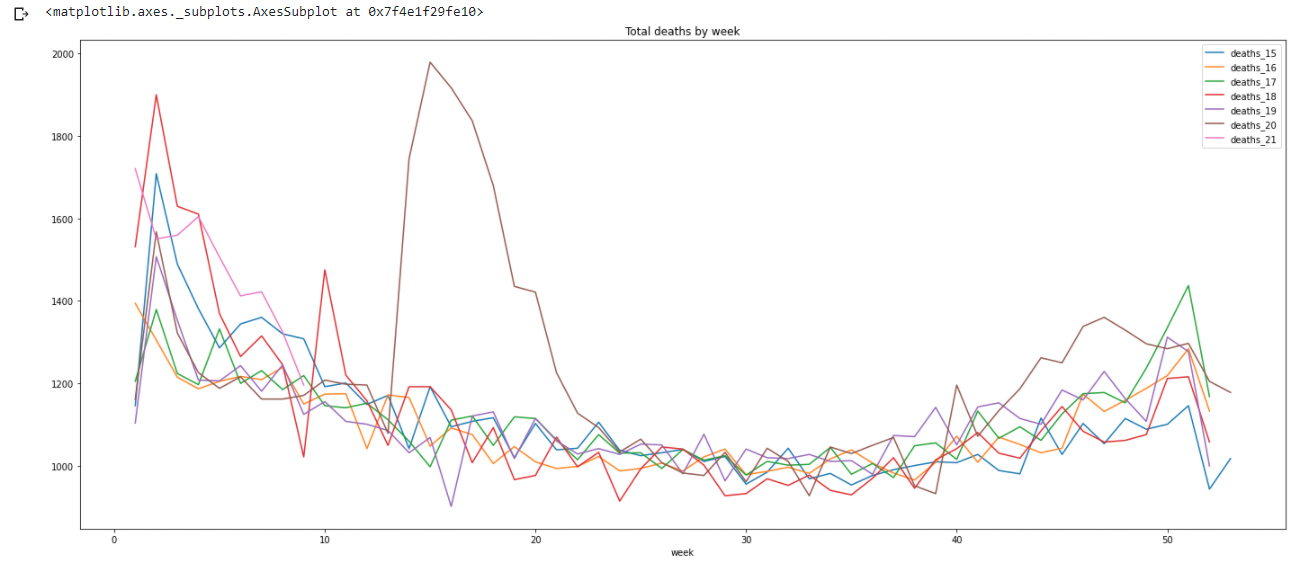 <matplotlib.axes._subplots.AxesSubplot at 0x7f4e1f29fe10>
Total deaths by week
2000
1800
1600
1400
1200
1000
0
10
20
30
40
50
week
deaths_15
deaths_16
deaths_17
deaths_18
deaths_19
deaths_20
deaths_21